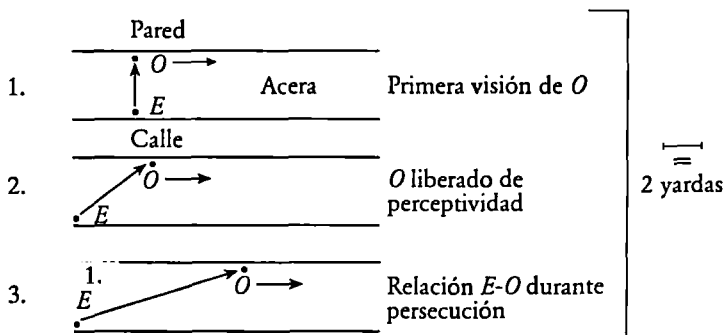 Pared
1. O Acera Primera visión de O
E
Calle
2. O O liberado de
E perceptividad
= 2 yardas
1.
3. E O Relación E-O durante
persecución